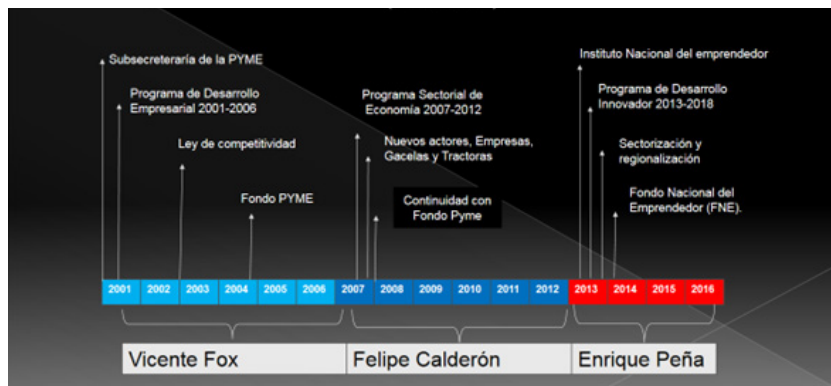 Subsecreteraría de la PYME
Programa de Desarrollo
Empresarial 2001-2006
Ley de competitividad
Fondo PYME
Programa Sectorial de
Economía 2007-2012
Nuevos actores, Empresas,
Gacelas y Tractoras
Continuidad con
Fondo Pyme
Instituto Nacional del emprendedor
Programa de Desarrollo
Innovador 2013-2018
Sectorización y
regionalización
Fondo Nacional del
Emprendedor (FNE).
2001 2002 2003 2004 2005 2006 2007 2008 2009 2010 2011 2012 2013 2014 2015 2016
Vicente Fox
Felipe Calderón
Enrique Peña